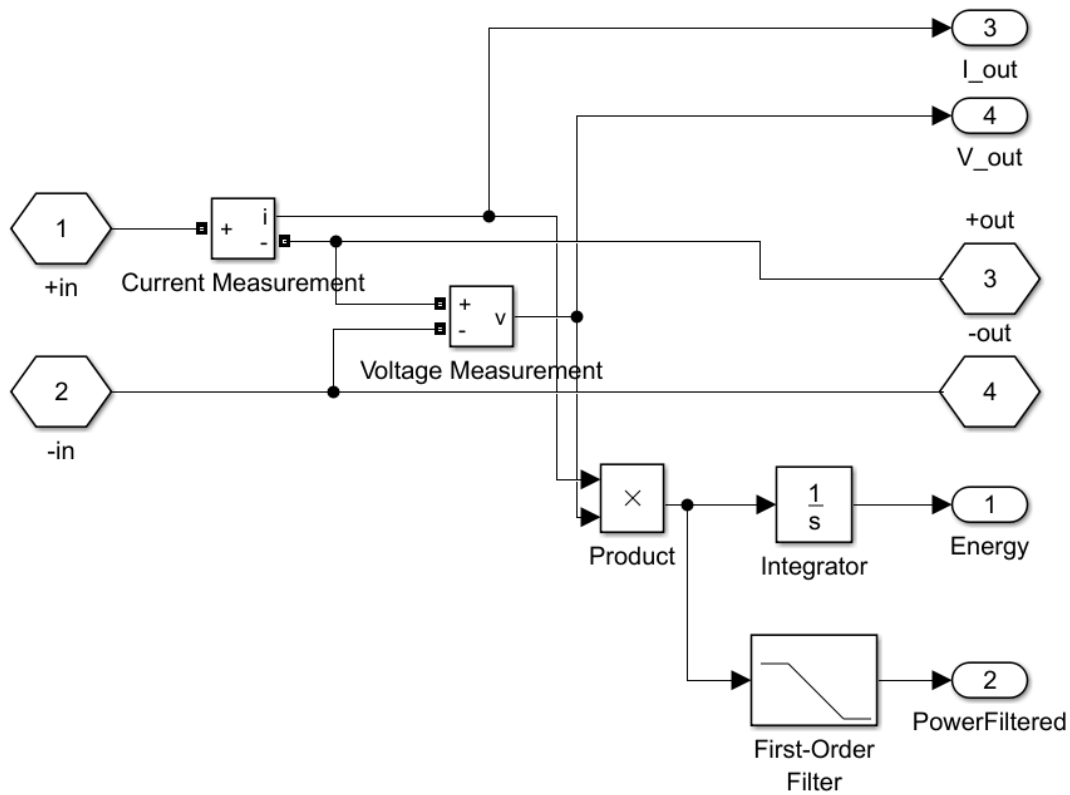 3
I_out
4
V_out
1
+in
+
i
-
Current Measurement
+out
3
-out
+
-
v
Voltage Measurement
2
-in
4
×
Product
1
s
Integrator
1
Energy
First-Order
Filter
2
PowerFiltered